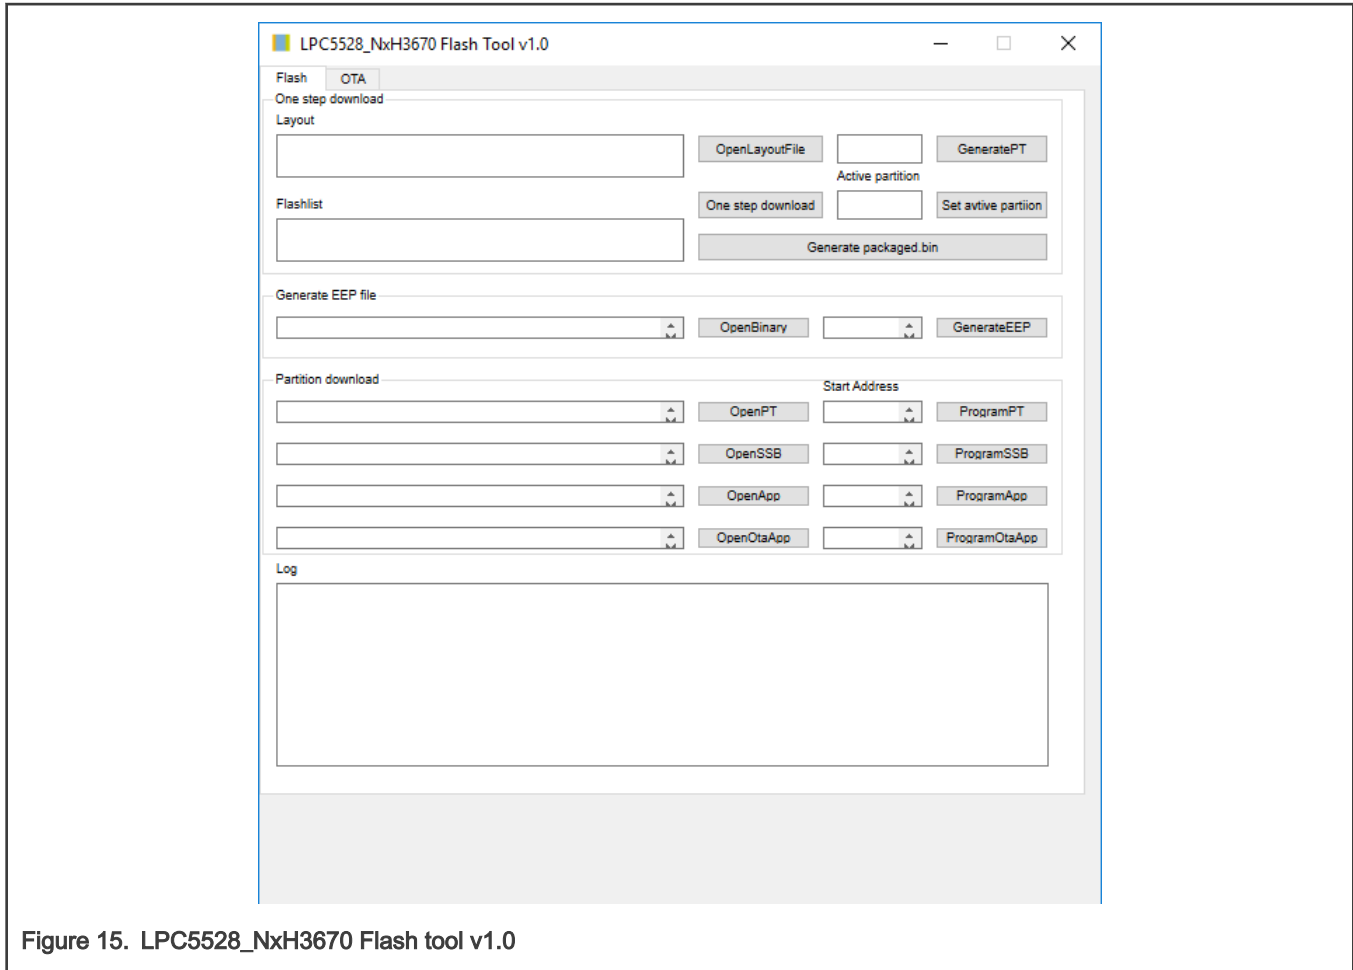 LPC5528_NxH3670 Flash Tool v1.0
Flash OTA
One step download
Layout
OpenLayoutFile GeneratePT
Active partition
Flashlist One step download Set avtive partiion
Generate packaged.bin
Generate EEP file
OpenBinary GenerateEEP
Partition download Start Address
OpenPT ProgramPT
OpenSSB ProgramSSB
OpenApp ProgramApp
OpenOtaApp ProgramOtaApp
Log
Figure 15. LPC5528_NxH3670 Flash tool v1.0